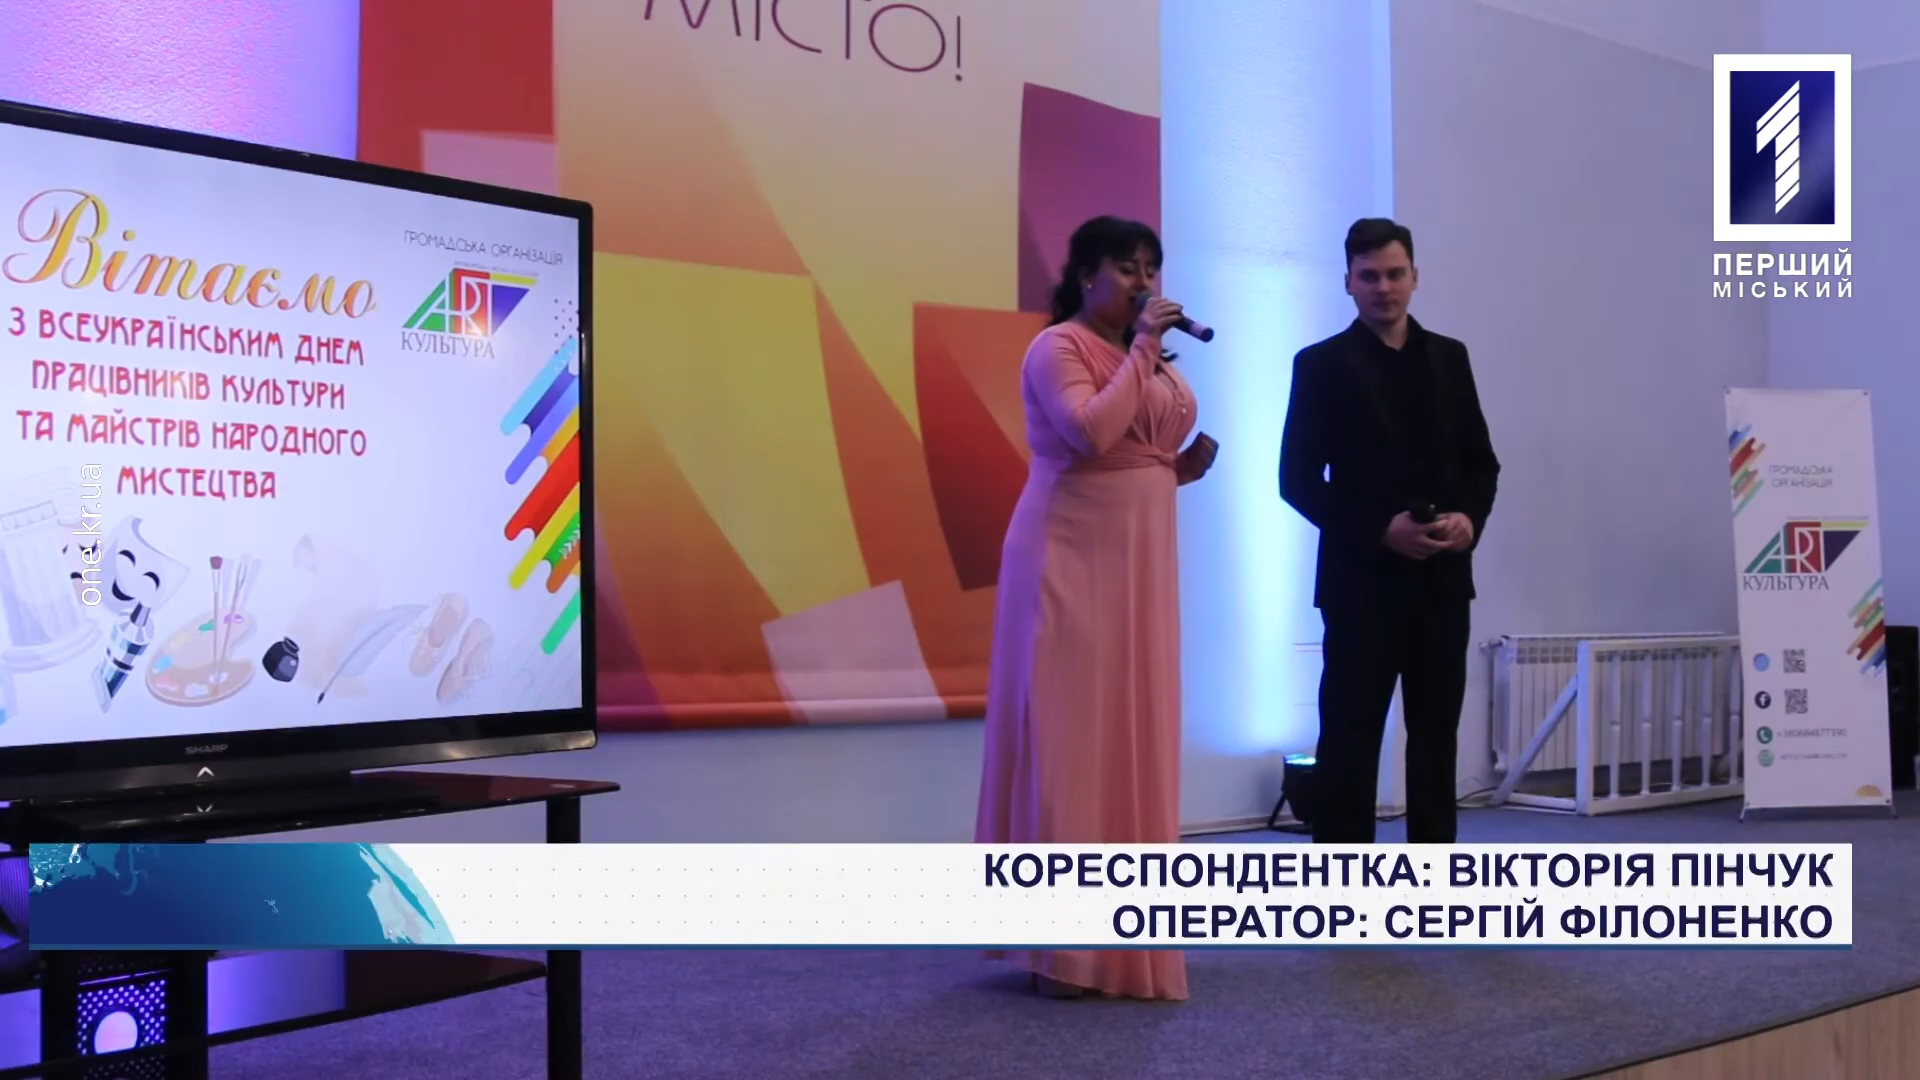 МІСТО!
ПЕРШИЙ
МІСЬКИЙ
Вітаємо
З ВСЕУКРАЇНСЬКИМ ДНЕМ
ПРАЦІВНИКІВ КУЛЬТУРИ
ТА МАЙСТРІВ НАРОДНОГО
МИСТЕЦТВА
ГРОМАДСЬКА ОРГАНІЗАЦІЯ
ART
КУЛЬТУРА
one.kr.ua
SHARP
ГРОМАДСЬКА
ОРГАНІЗАЦІЯ
ART
КУЛЬТУРА
+380684877390
КОРЕСПОНДЕНТКА: ВІКТОРІЯ ПІНЧУК
ОПЕРАТОР: СЕРГІЙ ФІЛОНЕНКО